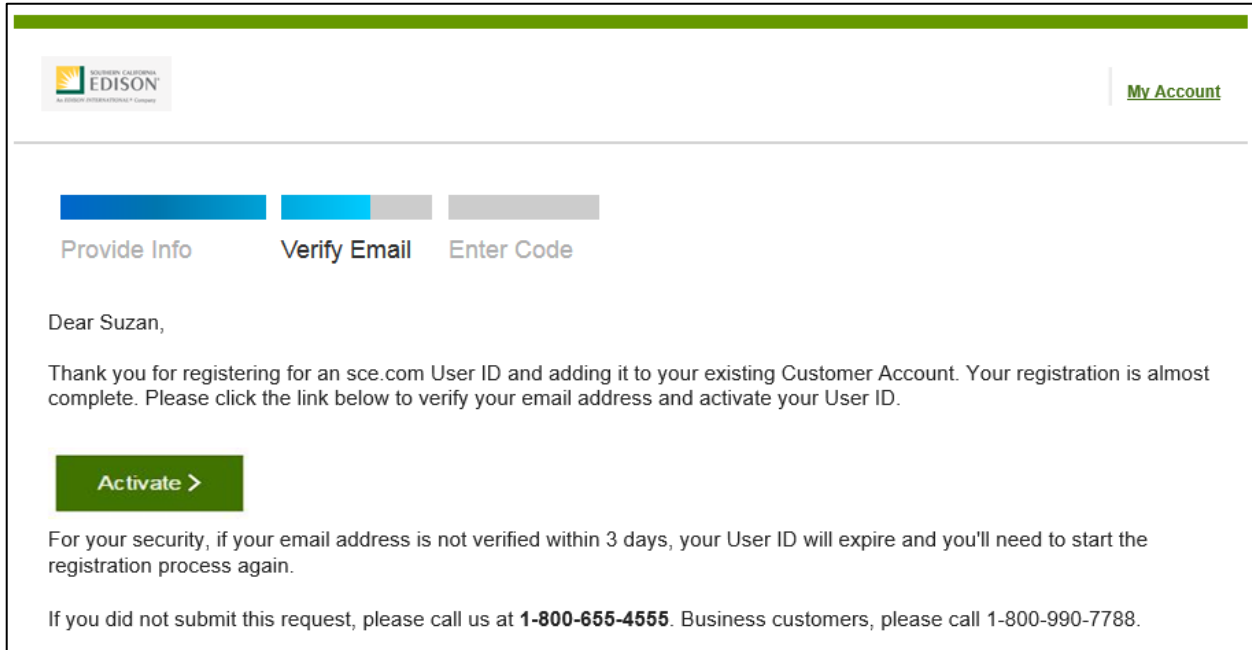 SOUTHERN CALIFORNIA
EDISON
An EDISON INTERNATIONAL® Company
My Account
Provide Info
Verify Email
Enter Code
Dear Suzan,
Thank you for registering for an sce.com User ID and adding it to your existing Customer Account. Your registration is almost
complete. Please click the link below to verify your email address and activate your User ID.
Activate >
For your security, if your email address is not verified within 3 days, your User ID will expire and you'll need to start the
registration process again.
If you did not submit this request, please call us at 1-800-655-4555. Business customers, please call 1-800-990-7788.